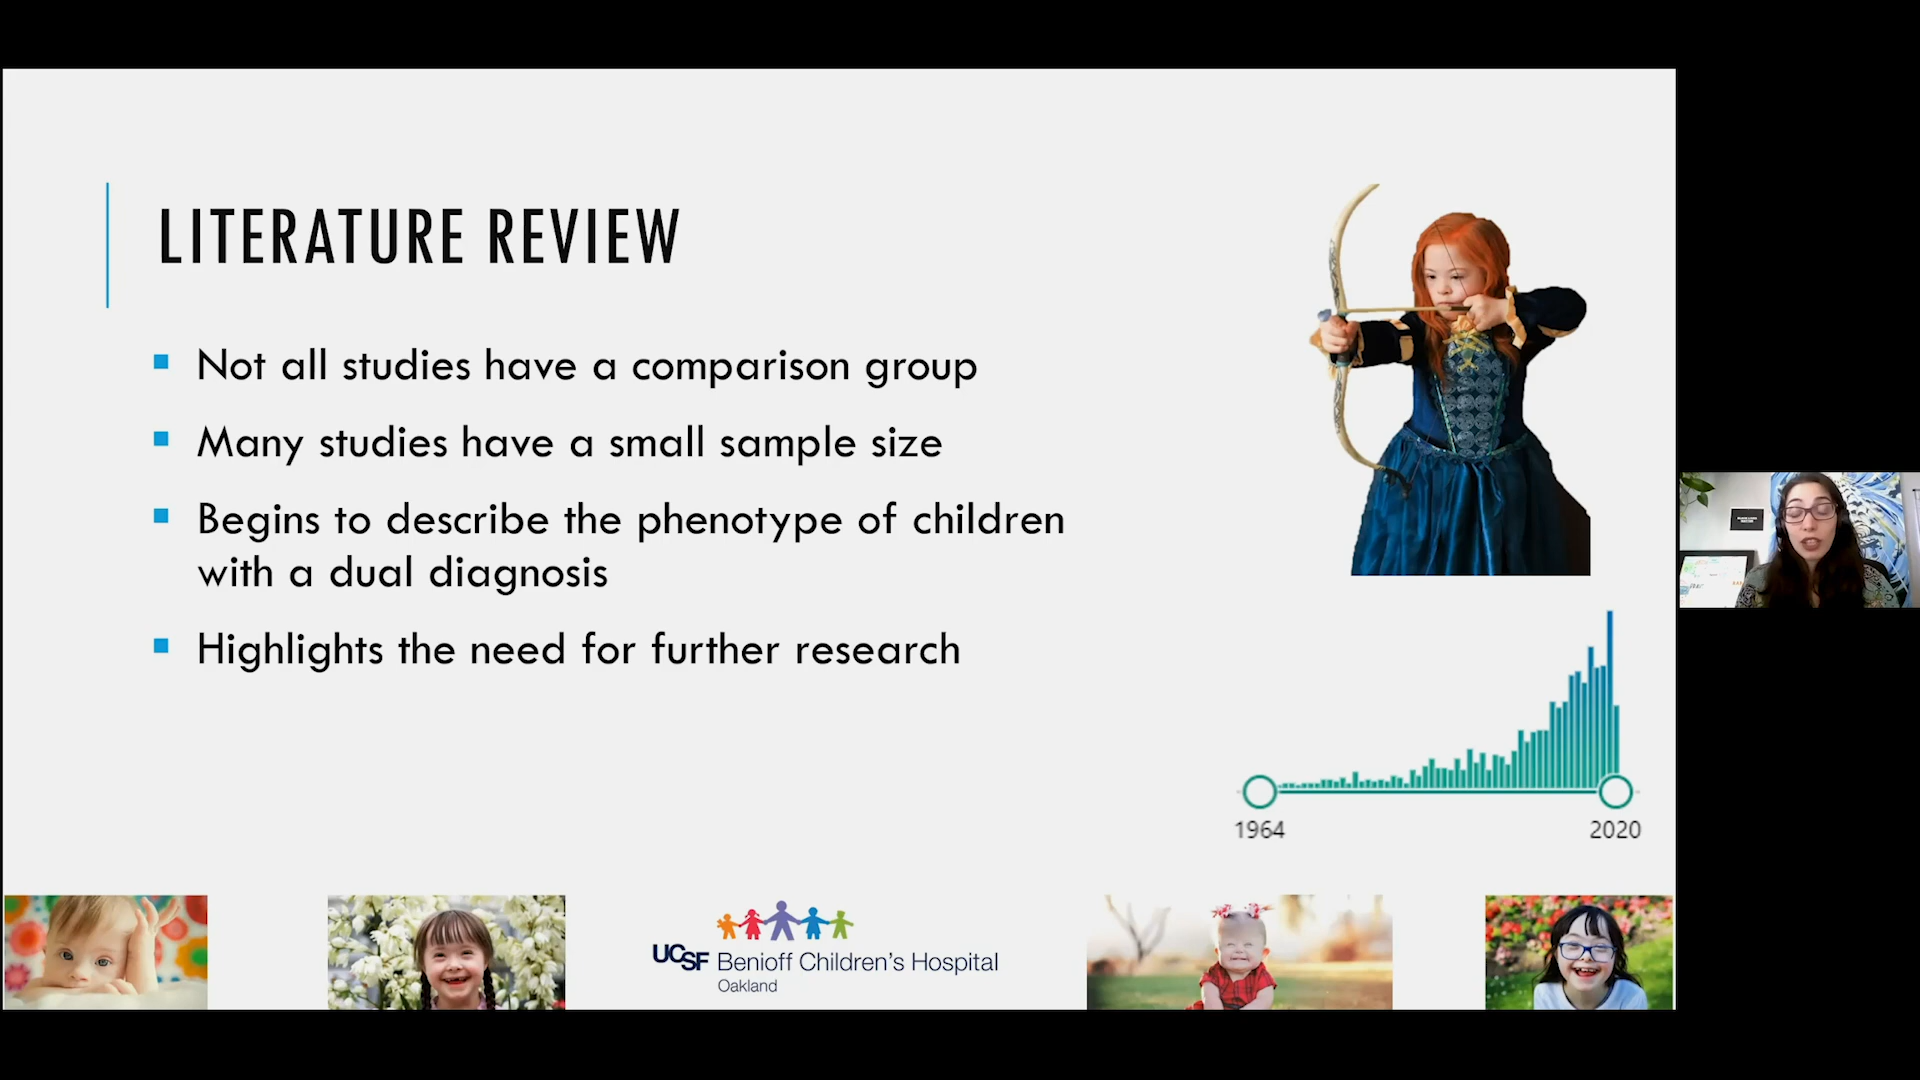 LITERATURE REVIEW
Not all studies have a comparison group
Many studies have a small sample size
Begins to describe the phenotype of children
with a dual diagnosis
Highlights the need for further research
1964
2020
UCSF Benioff Children's Hospital
Oakland